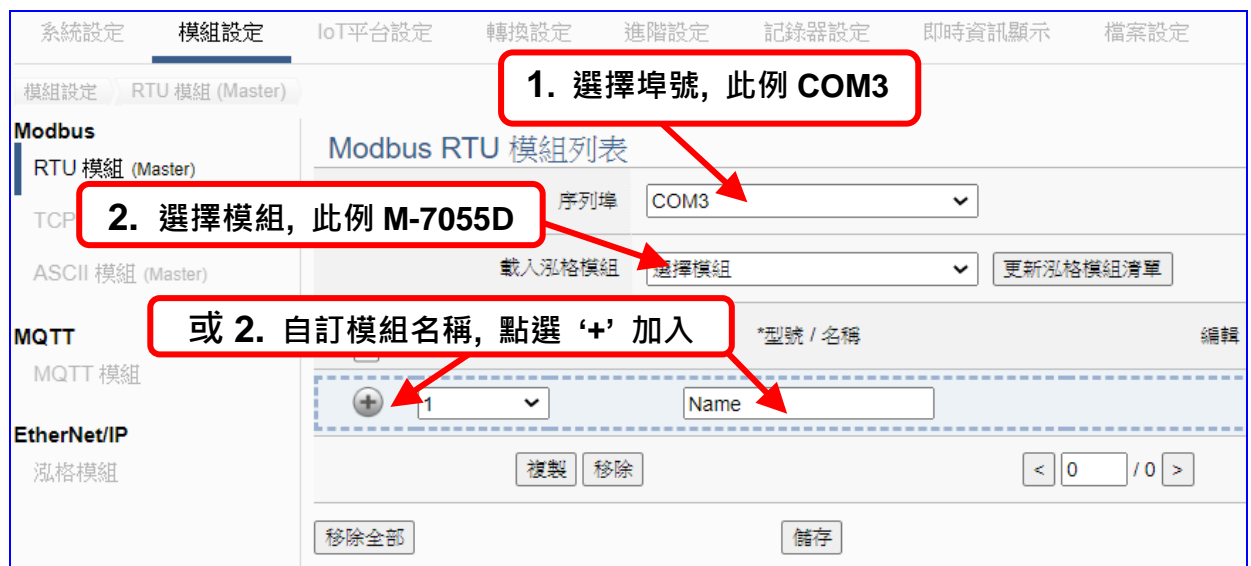 系統設定 模組設定 IoT平台設定 轉換設定 進階設定 記錄器設定 即時資訊顯示 檔案設定
模組設定 RTU 模組 (Master)
1. 選擇埠號, 此例 COM3
Modbus
RTU 模組 (Master)
Modbus RTU 模組列表
序列埠 COM3
TCP
2. 選擇模組, 此例 M-7055D
ASCII 模組 (Master)
載入泓格模組 選擇模組 更新泓格模組清單
或 2. 自訂模組名稱, 點選 ‘+’ 加入
*型號 / 名稱 編輯
MQTT
MQTT 模組
1 Name
EtherNet/IP
泓格模組
複製 移除 < 0 / 0 >
移除全部 儲存